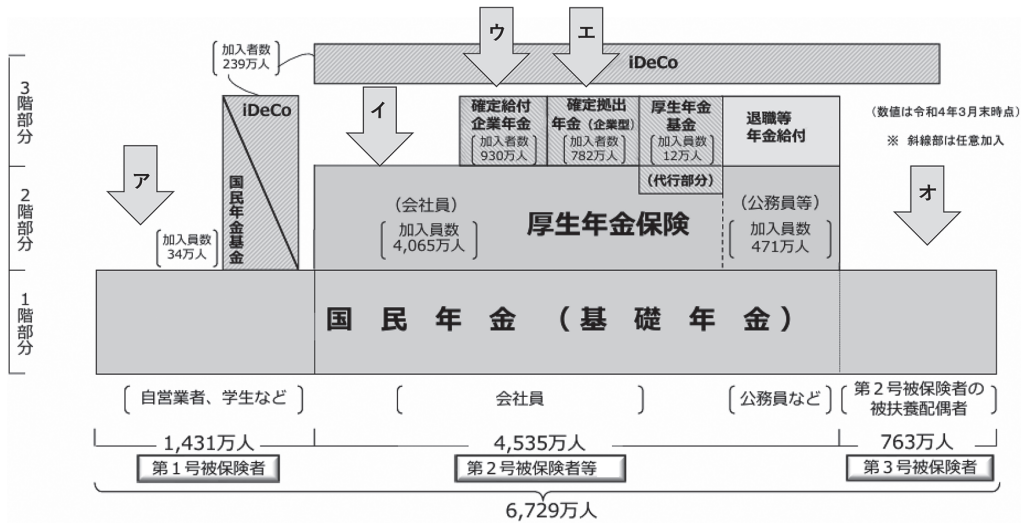 ウ
エ
加入者数
239万人
iDeCo
3階部分
イ
iDeCo
確定給付
企業年金
加入者数
930万人
確定拠出
年金（企業型）
加入者数
782万人
厚生年金
基金
加入員数
12万人
退職等
年金給付
（数値は令和4年3月末時点）
※ 斜線部は任意加入
ア
（代行部分）
オ
2階部分
国民年金基金
加入員数
34万人
（会社員）
加入員数
4,065万人
厚生年金保険
（公務員等）
加入員数
471万人
1階部分
国民年金（基礎年金）
自営業者、学生など
会社員
公務員など
第2号被保険者の
被扶養配偶者
1,431万人
4,535万人
763万人
第1号被保険者
第2号被保険者等
第3号被保険者
6,729万人